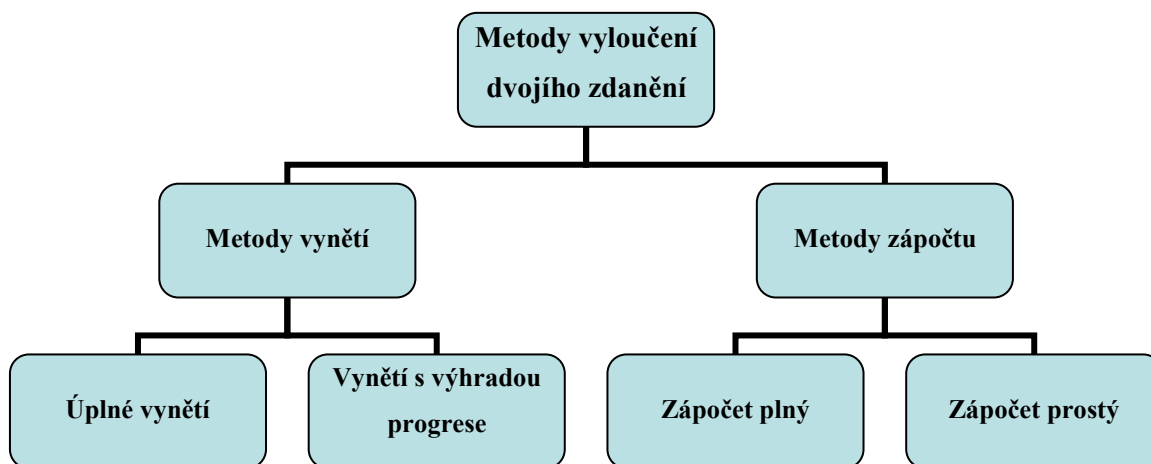 Metody vyloučení
dvojího zdanění
Metody vynětí
Metody zápočtu
Úplné vynětí
Vynětí s výhradou
progrese
Zápočet plný
Zápočet prostý